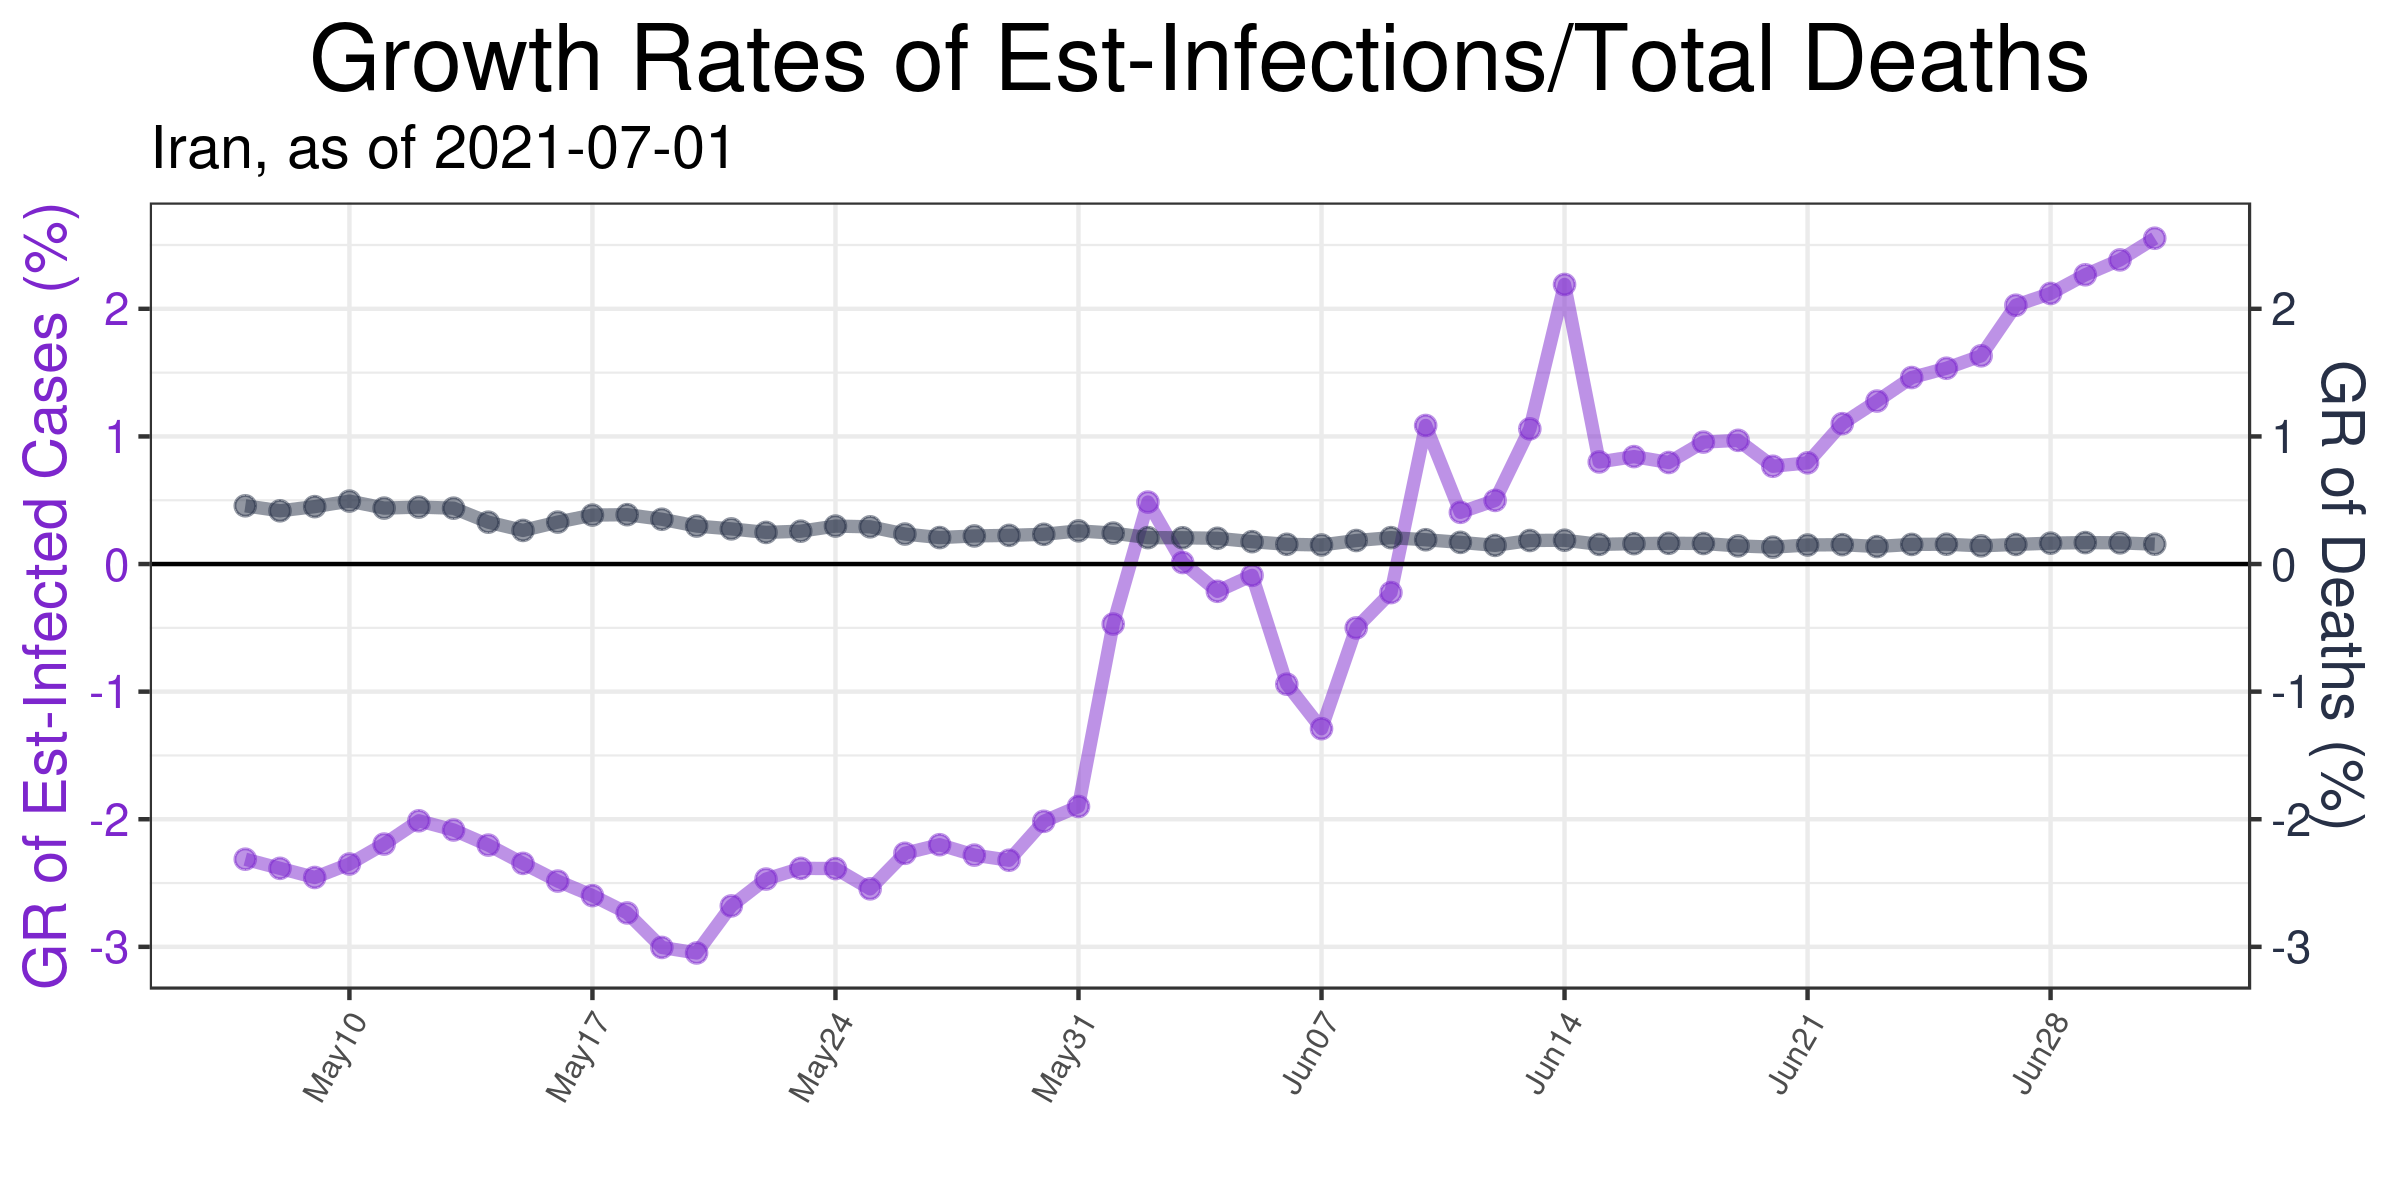 Growth Rates of Est-Infections/Total Deaths
Iran, as of 2021-07-01
GR of Est-Infected Cases (%)
2
1
0
-1
-2
-3
2
1
0
-1
-2
-3
GR of Deaths (%)
May10
May17
May24
May31
Jun07
Jun14
Jun21
Jun28